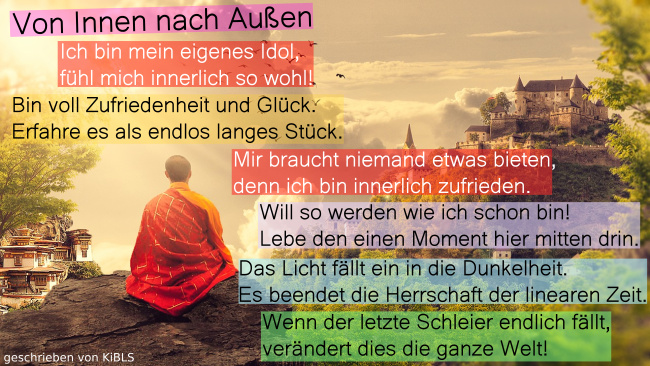 Von Innen nach Außen
Ich bin mein eigenes Idol,
fühl mich innerlich so wohl!
Bin voll Zufriedenheit und Glück.
Erfahre es als endlos langes Stück.
Mir braucht niemand etwas bieten,
denn ich bin innerlich zufrieden.
Will so werden wie ich schon bin!
Lebe den einen Moment hier mitten drin.
Das Licht fällt ein in die Dunkelheit.
Es beendet die Herrschaft der linearen Zeit.
Wenn der letzte Schleier endlich fällt,
verändert dies die ganze Welt!
geschrieben von KiBLS